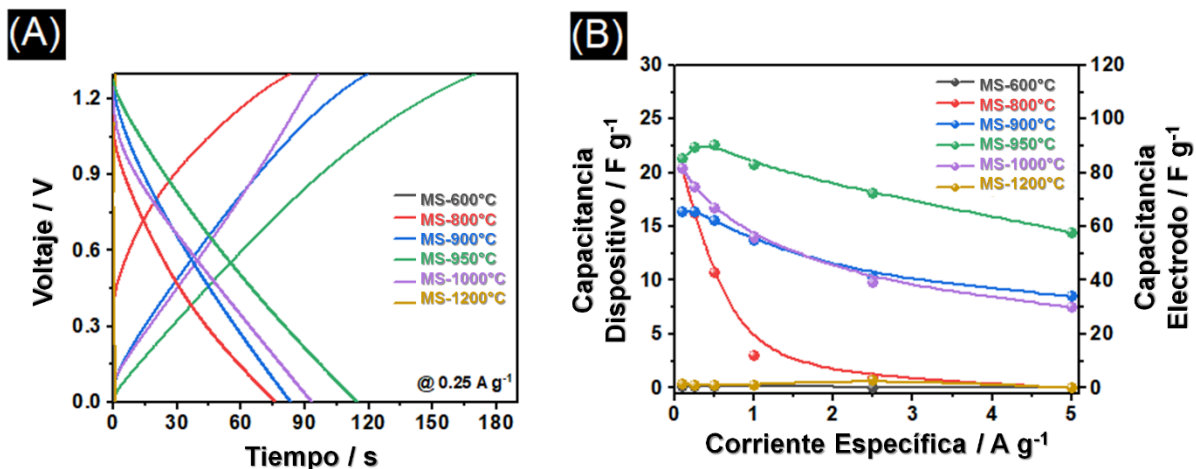 (A)
Voltaje / V
1.2
0.9
0.6
0.3
0.0
0
30
60
90
120
150
180
Tiempo / s
MS-600°C
MS-800°C
MS-900°C
MS-950°C
MS-1000°C
MS-1200°C
@ 0.25 A g-1
(B)
Capacitancia
Dispositivo / F g-1
30
25
20
15
10
5
0
0
1
2
3
4
5
Corriente Específica / A g-1
MS-600°C
MS-800°C
MS-900°C
MS-950°C
MS-1000°C
MS-1200°C
120
100
80
60
40
20
0
Capacitancia
Electrodo / F g-1